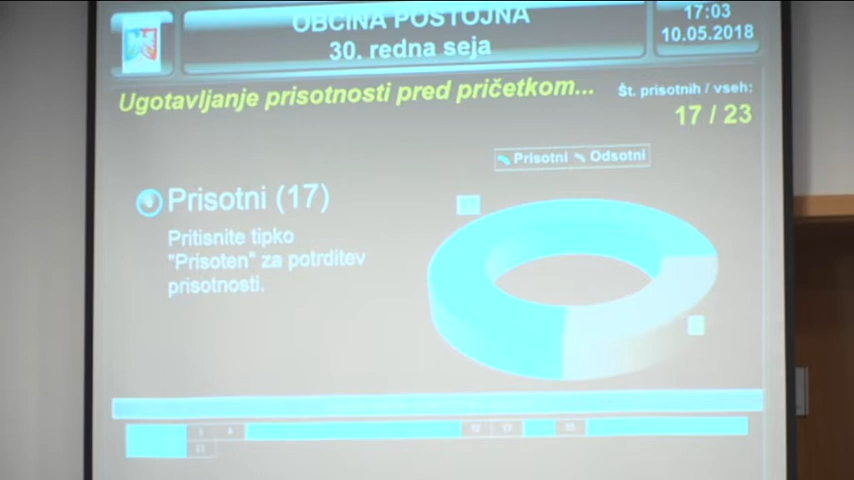 OBČINA POSTOJNA
30. redna seja
17:03
10.05.2018
Ugotavljanje prisotnosti pred pričetkom...
Št. prisotnih / vseh:
17 / 23
Prisotni Odsotni
Prisotni (17)
Pritisnite tipko
"Prisoten" za potrditev
prisotnosti.